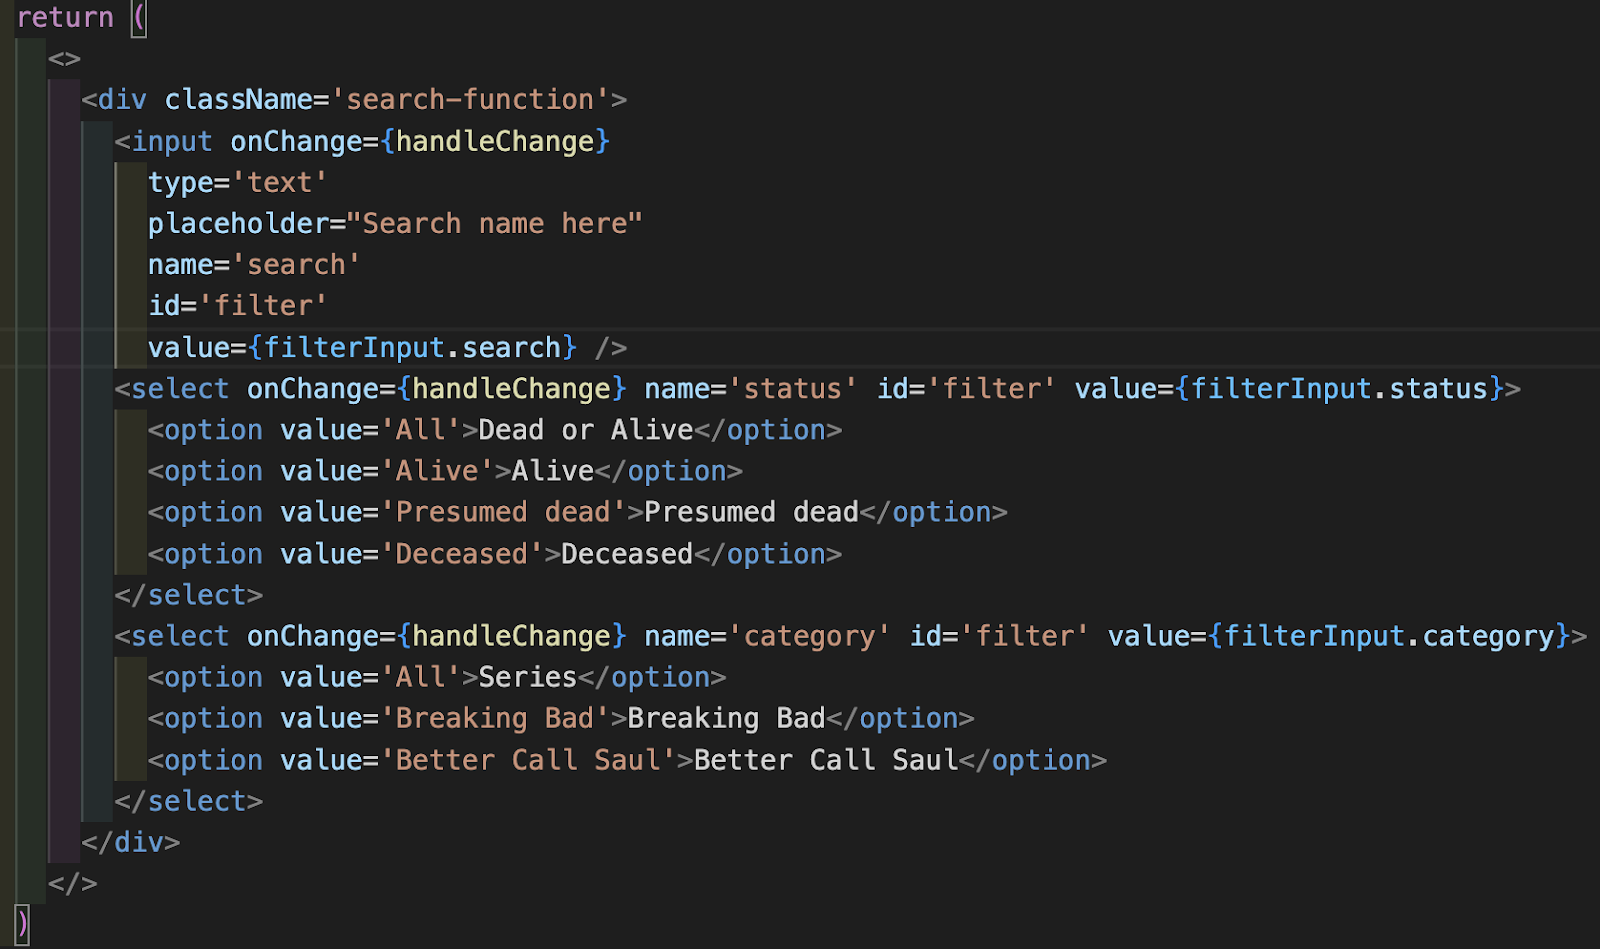 return (
<>
<div className='search-function'>
<input onChange={handleChange}
type='text'
placeholder="Search name here"
name='search'
id='filter'
value={filterInput.search} />
<select onChange={handleChange} name='status' id='filter' value={filterInput.status}>
<option value='All'>Dead or Alive</option>
<option value='Alive'>Alive</option>
<option value='Presumed dead'>Presumed dead</option>
<option value='Deceased'>Deceased</option>
</select>
<select onChange={handleChange} name='category' id='filter' value={filterInput.category}>
<option value='All'>Series</option>
<option value='Breaking Bad'>Breaking Bad</option>
<option value='Better Call Saul'>Better Call Saul</option>
</select>
</div>
</>
)